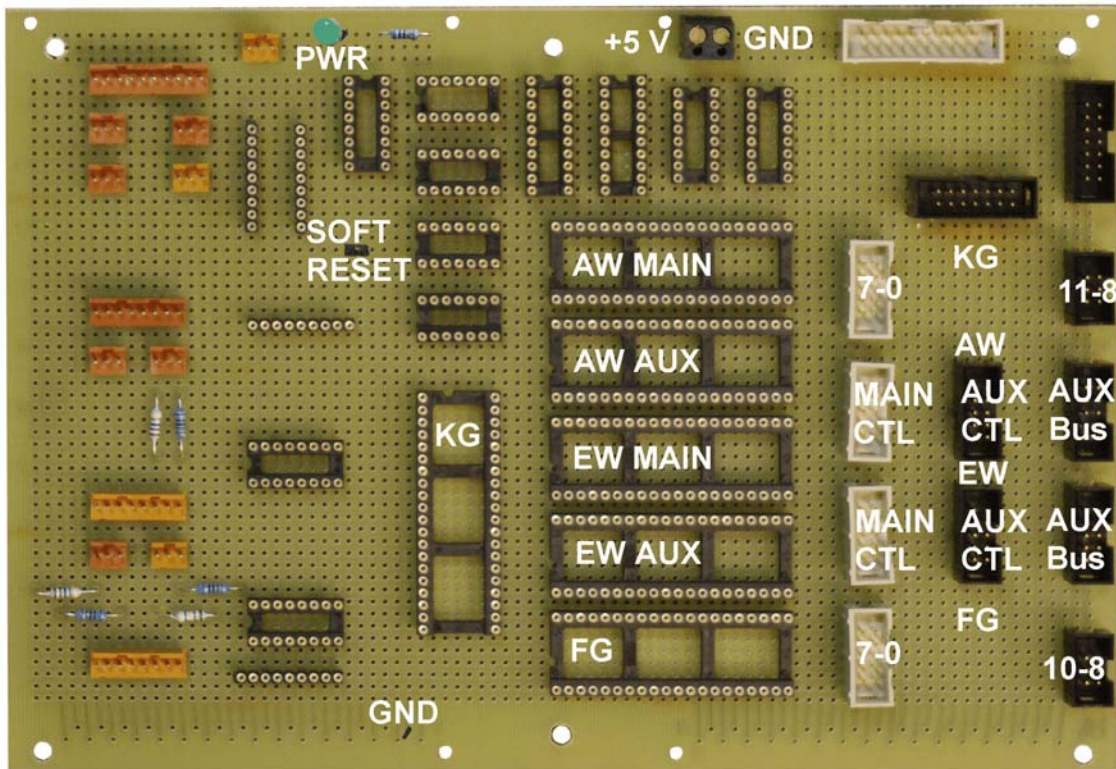 +5 V
GND
PWR
SOFT
RESET
AW MAIN
KG
7-0
11-8
AW AUX
AW
MAIN
CTL
AUX
CTL
AUX
Bus
KG
EW MAIN
EW
EW AUX
MAIN
CTL
AUX
CTL
AUX
Bus
FG
FG
7-0
10-8
GND